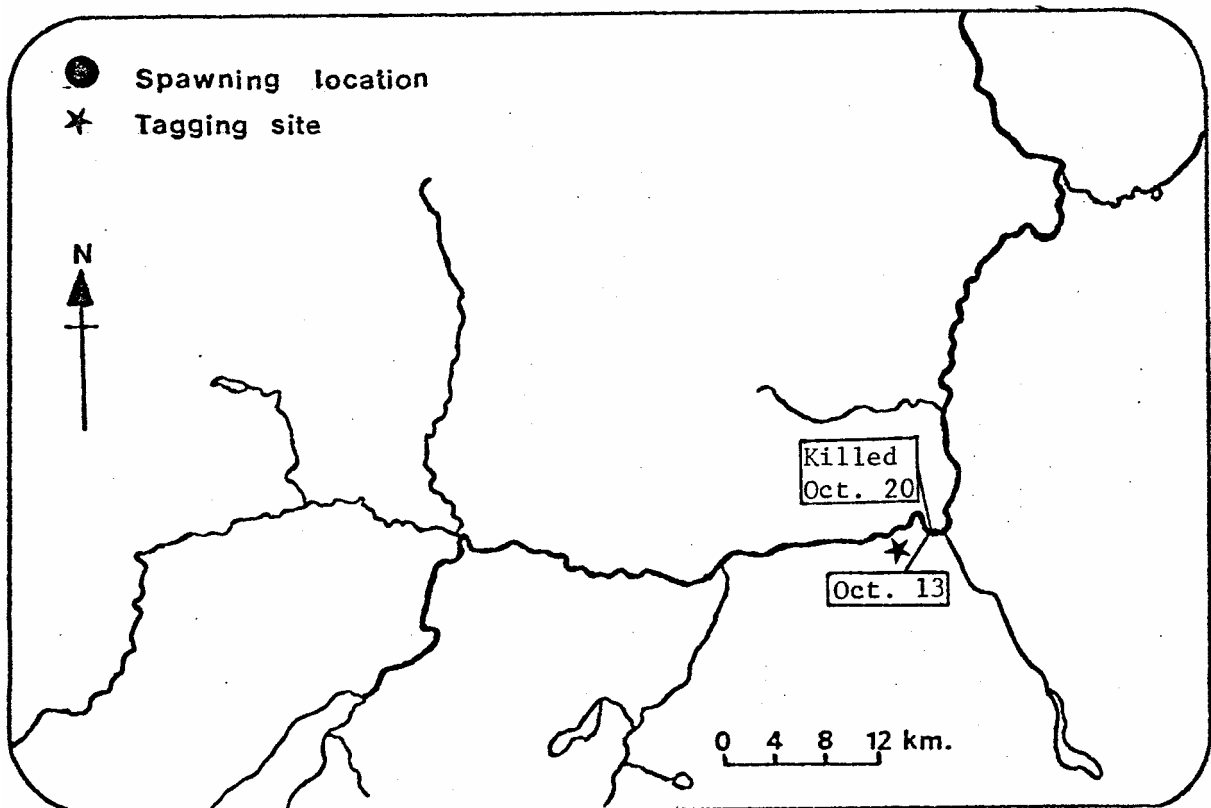 Spawning location
Tagging site
N
Killed
Oct. 20
Oct. 13
0 4 8 12 km.